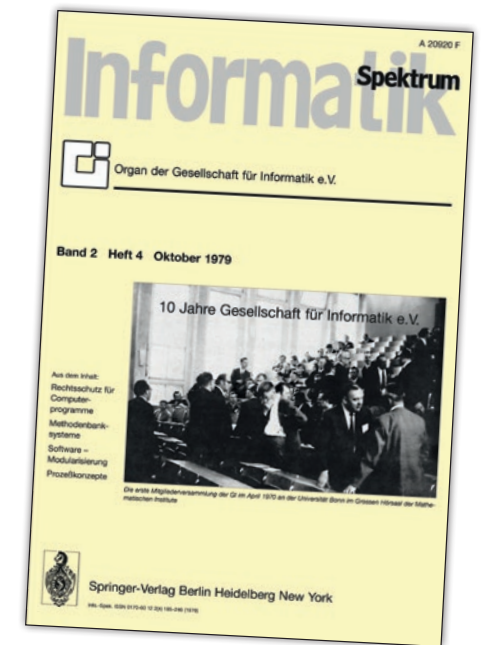 A 20920 F
Informatik
Spektrum
Organ der Gesellschaft für Informatik e.V.
Band 2 Heft 4 Oktober 1979
10 Jahre Gesellschaft für Informatik e.V.
Aus dem Inhalt:
Rechtsschutz für
Computer-
programme
Methodenbank-
systeme
Software –
Modularisierung
Prozeßkonzepte
Die erste Mitgliederversammlung der GI im April 1970 an der Universität Bonn im Grossen Hörsaal der Mathe-
matischen Institute
Springer-Verlag Berlin Heidelberg New York